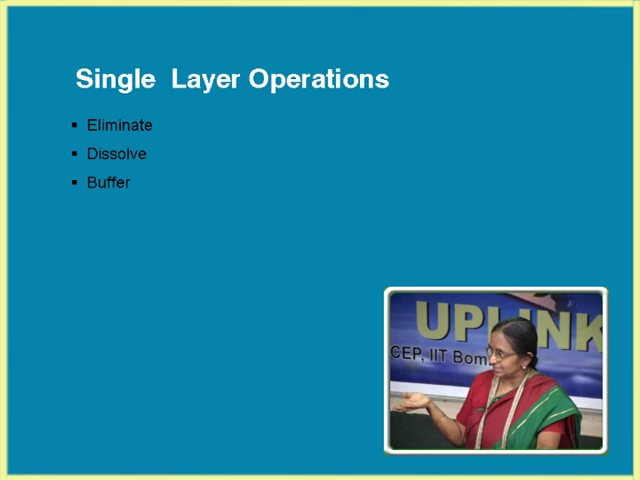 Single Layer Operations
Eliminate
Dissolve
Buffer
UPLINK
CEP, IIT Bom